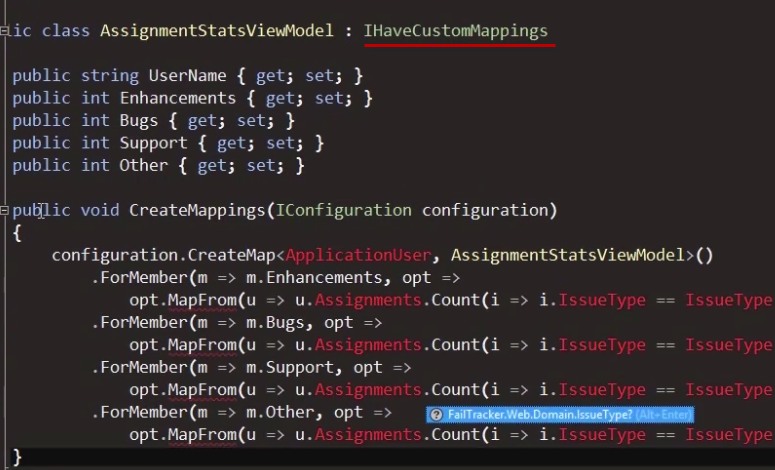 ic class AssignmentStatsViewModel : IHaveCustomMappings
public string UserName { get; set; }
public int Enhancements { get; set; }
public int Bugs { get; set; }
public int Support { get; set; }
public int Other { get; set; }
public void CreateMappings(IConfiguration configuration)
{
configuration.CreateMap<ApplicationUser, AssignmentStatsViewModel>()
.ForMember(m => m.Enhancements, opt =>
opt.MapFrom(u => u.Assignments.Count(i => i.IssueType == IssueType
.ForMember(m => m.Bugs, opt =>
opt.MapFrom(u => u.Assignments.Count(i => i.IssueType == IssueType
.ForMember(m => m.Support, opt =>
opt.MapFrom(u => u.Assignments.Count(i => i.IssueType == IssueType
.ForMember(m => m.Other, opt => FailTracker.Web.Domain.IssueType? (Alt+Enter)
opt.MapFrom(u => u.Assignments.Count(i => i.IssueType == IssueType
}